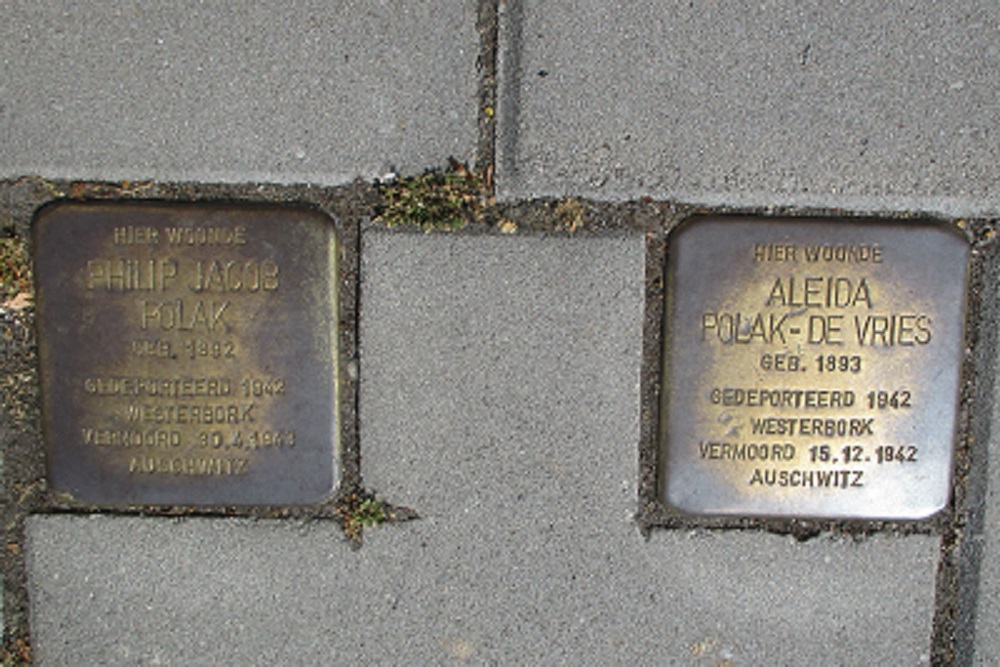 HIER WOONDE
PHILIP JACOB
POLAK
GEB. 1892
GEDEPORTEERD 1942
WESTERBORK
VERMOORD 30.4.1943
AUSCHWITZ
HIER WOONDE
ALEIDA
POLAK-DE VRIES
GEB. 1893
GEDEPORTEERD 1942
WESTERBORK
VERMOORD 15.12.1942
AUSCHWITZ